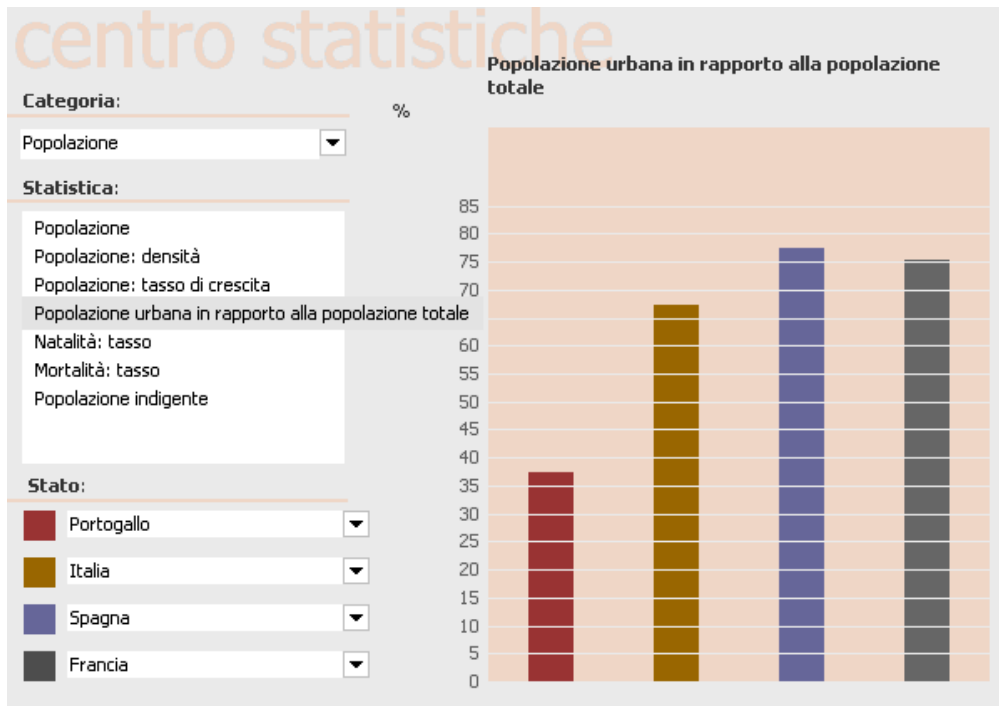 centro statistiche
Popolazione urbana in rapporto alla popolazione
totale
Categoria:
%
Popolazione
Statistica:
Popolazione
Popolazione: densità
Popolazione: tasso di crescita
Popolazione urbana in rapporto alla popolazione totale
Natalità: tasso
Mortalità: tasso
Popolazione indigente
Stato:
Portogallo
Italia
Spagna
Francia
85
80
75
70
60
55
50
45
40
35
30
25
20
15
10
5
0